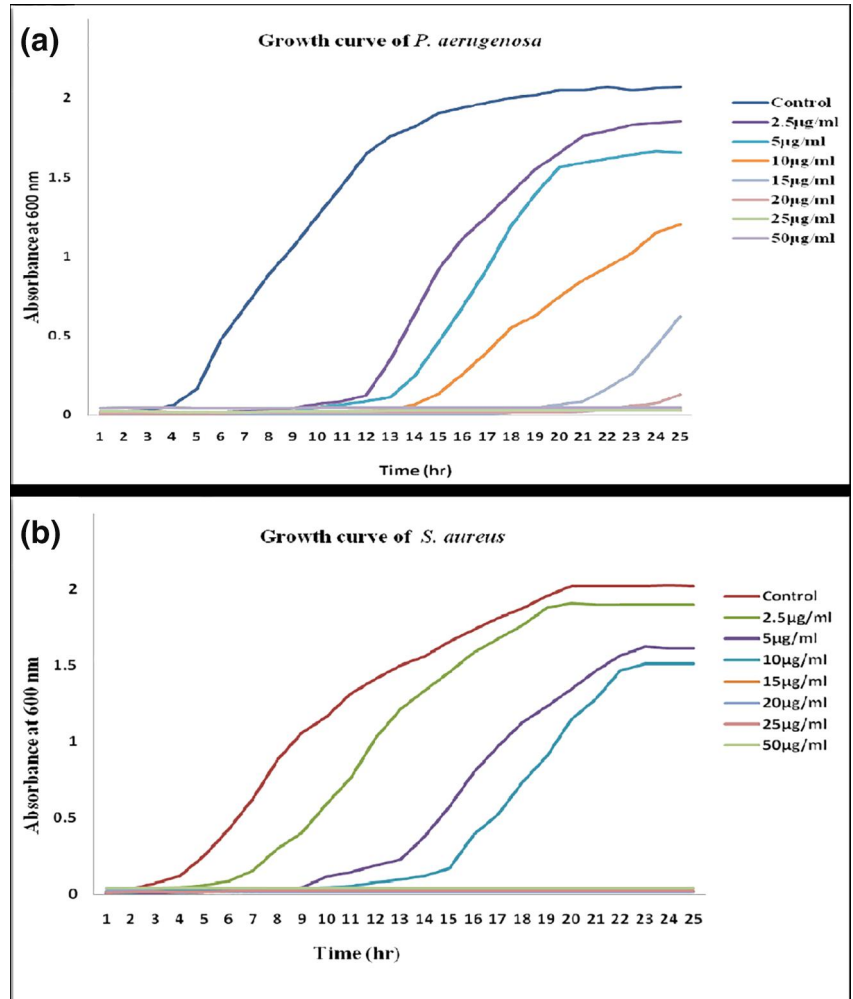 (a)
Growth curve of P. aerugenosa
Absorbance at 600 nm
2
1.5
1
0.5
0
1 2 3 4 5 6 7 8 9 10 11 12 13 14 15 16 17 18 19 20 21 22 23 24 25
Time (hr)
Control
2.5µg/ml
5µg/ml
10µg/ml
15µg/ml
20µg/ml
25µg/ml
50µg/ml
(b)
Growth curve of S. aureus
Absorbance at 600 nm
2
1.5
1
0.5
0
1 2 3 4 5 6 7 8 9 10 11 12 13 14 15 16 17 18 19 20 21 22 23 24 25
Time (hr)
Control
2.5µg/ml
5µg/ml
10µg/ml
15µg/ml
20µg/ml
25µg/ml
50µg/ml